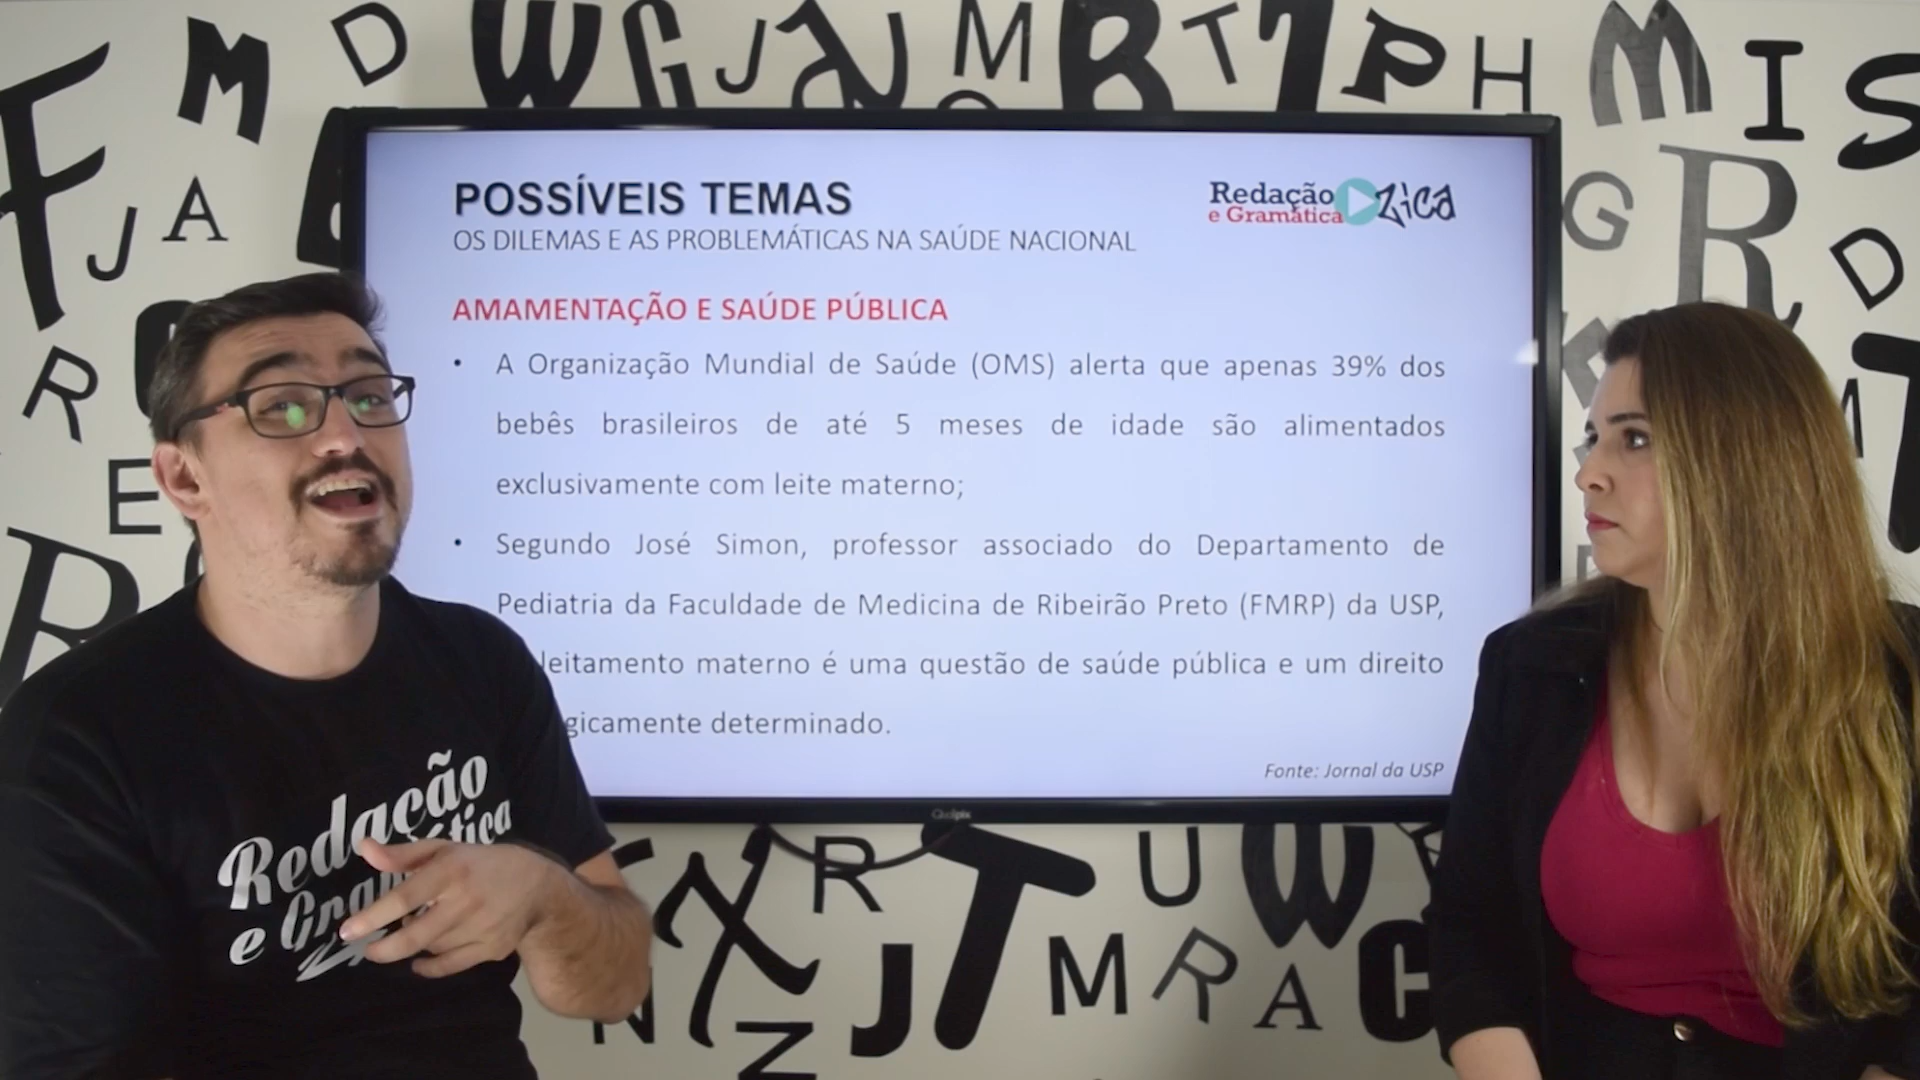 POSSÍVEIS TEMAS
OS DILEMAS E AS PROBLEMÁTICAS NA SAÚDE NACIONAL
Redação
e Gramática
Zica
AMAMENTAÇÃO E SAÚDE PÚBLICA
• A Organização Mundial de Saúde (OMS) alerta que apenas 39% dos
bebês brasileiros de até 5 meses de idade são alimentados
exclusivamente com leite materno;
• Segundo José Simon, professor associado do Departamento de
Pediatria da Faculdade de Medicina de Ribeirão Preto (FMRP) da USP,
leitamento materno é uma questão de saúde pública e um direito
gicamente determinado.
Fonte: Jornal da USP
Redação
e